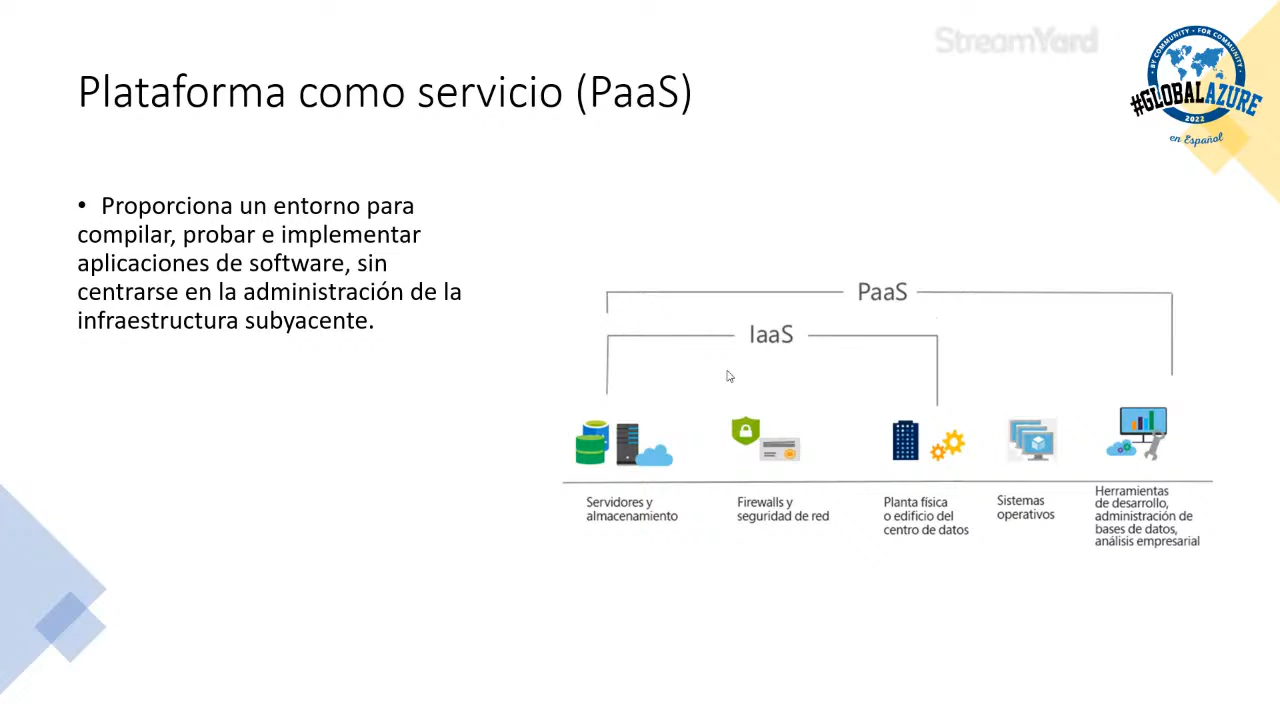 StreamYard
BY COMMUNITY • FOR COMMUNITY
#GLOBALAZURE
2022
en Español
Plataforma como servicio (PaaS)
• Proporciona un entorno para
compilar, probar e implementar
aplicaciones de software, sin
centrarse en la administración de la
infraestructura subyacente.
PaaS
IaaS
Servidores y
almacenamiento
Firewalls y
seguridad de red
Planta física
o edificio del
centro de datos
Sistemas
operativos
Herramientas
de desarrollo,
administración de
bases de datos,
análisis empresarial